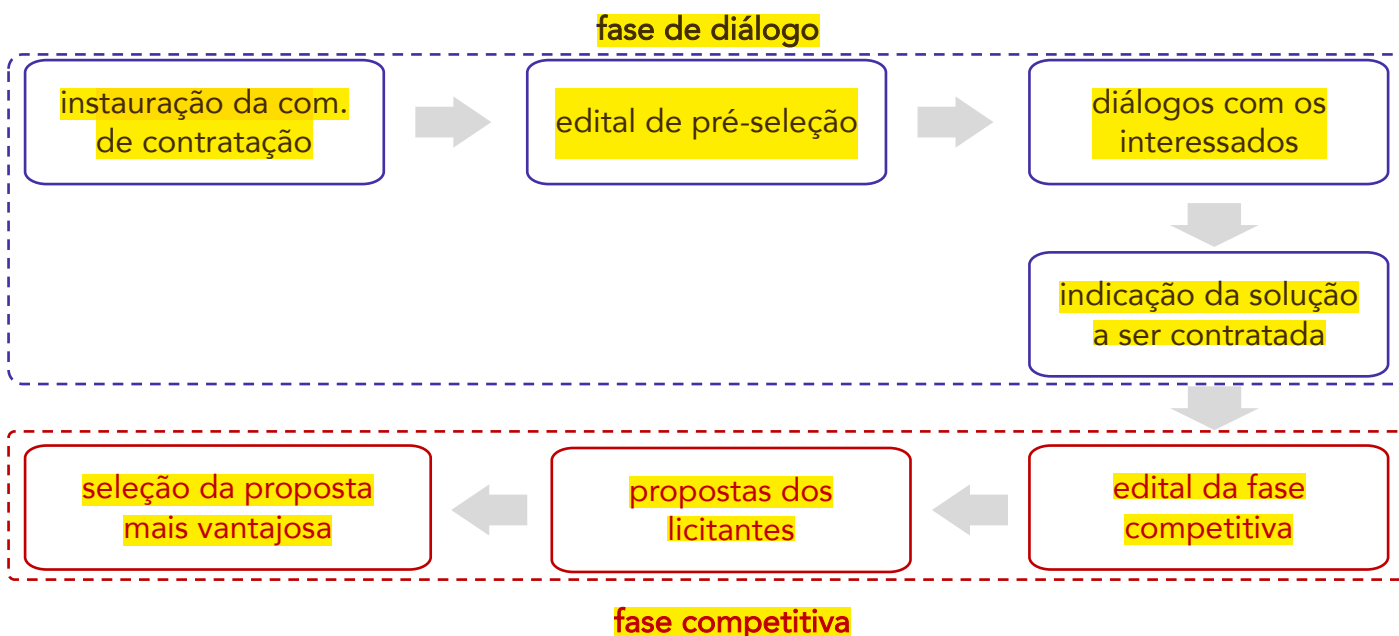 fase de diálogo
instauração da com.
de contratação
edital de pré-seleção
diálogos com os
interessados
indicação da solução
a ser contratada
edital da fase
competitiva
propostas dos
licitantes
seleção da proposta
mais vantajosa
fase competitiva